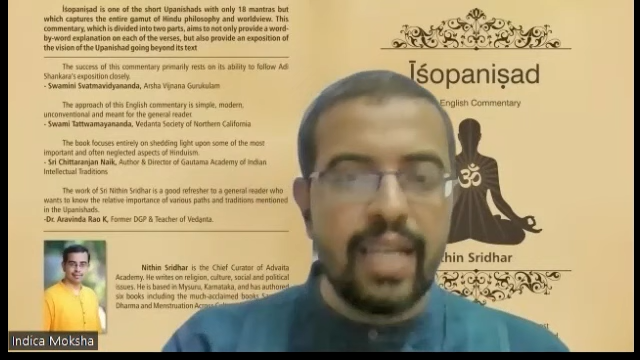 Īśopaniṣad is one of the short Upanishads with only 18 mantras but
which captures the entire gamut of Hindu philosophy and worldview. This
commentary, which is divided into two parts, aims to not only provide a word-
by-word explanation on each of the verses, but also provide an exposition of
the vision of the Upanishad going beyond its text
The success of this commentary primarily rests on its ability to follow Adi
Shankara's exposition closely.
- Swamini Svatmavidyananda, Arsha Vijnana Gurukulam
The approach of this English commentary is simple, modern,
unconventional and meant for the general reader.
- Swami Tattwamayananda, Vedanta Society of Northern California
The book focuses entirely on shedding light upon some of the most
important and often neglected aspects of Hinduism.
- Sri Chittaranjan Naik, Author & Director of Gautama Academy of Indian
Intellectual Traditions
The work of Sri Nithin Sridhar is a good refresher to a general reader who
wants to know the relative importance of various paths and traditions mentioned
in the Upanishads.
-Dr. Aravinda Rao K, Former DGP & Teacher of Vedanta.
Nithin Sridhar is the Chief Curator of Advaita
Academy. He writes on religion, culture, social and political
issues. He is based in Mysuru, Karnataka, and has authored
six books including the much-acclaimed books
Dharma and Menstruation Across
Indica Moksha
Īśopaniṣad
English Commentary
ॐ
Sridhar